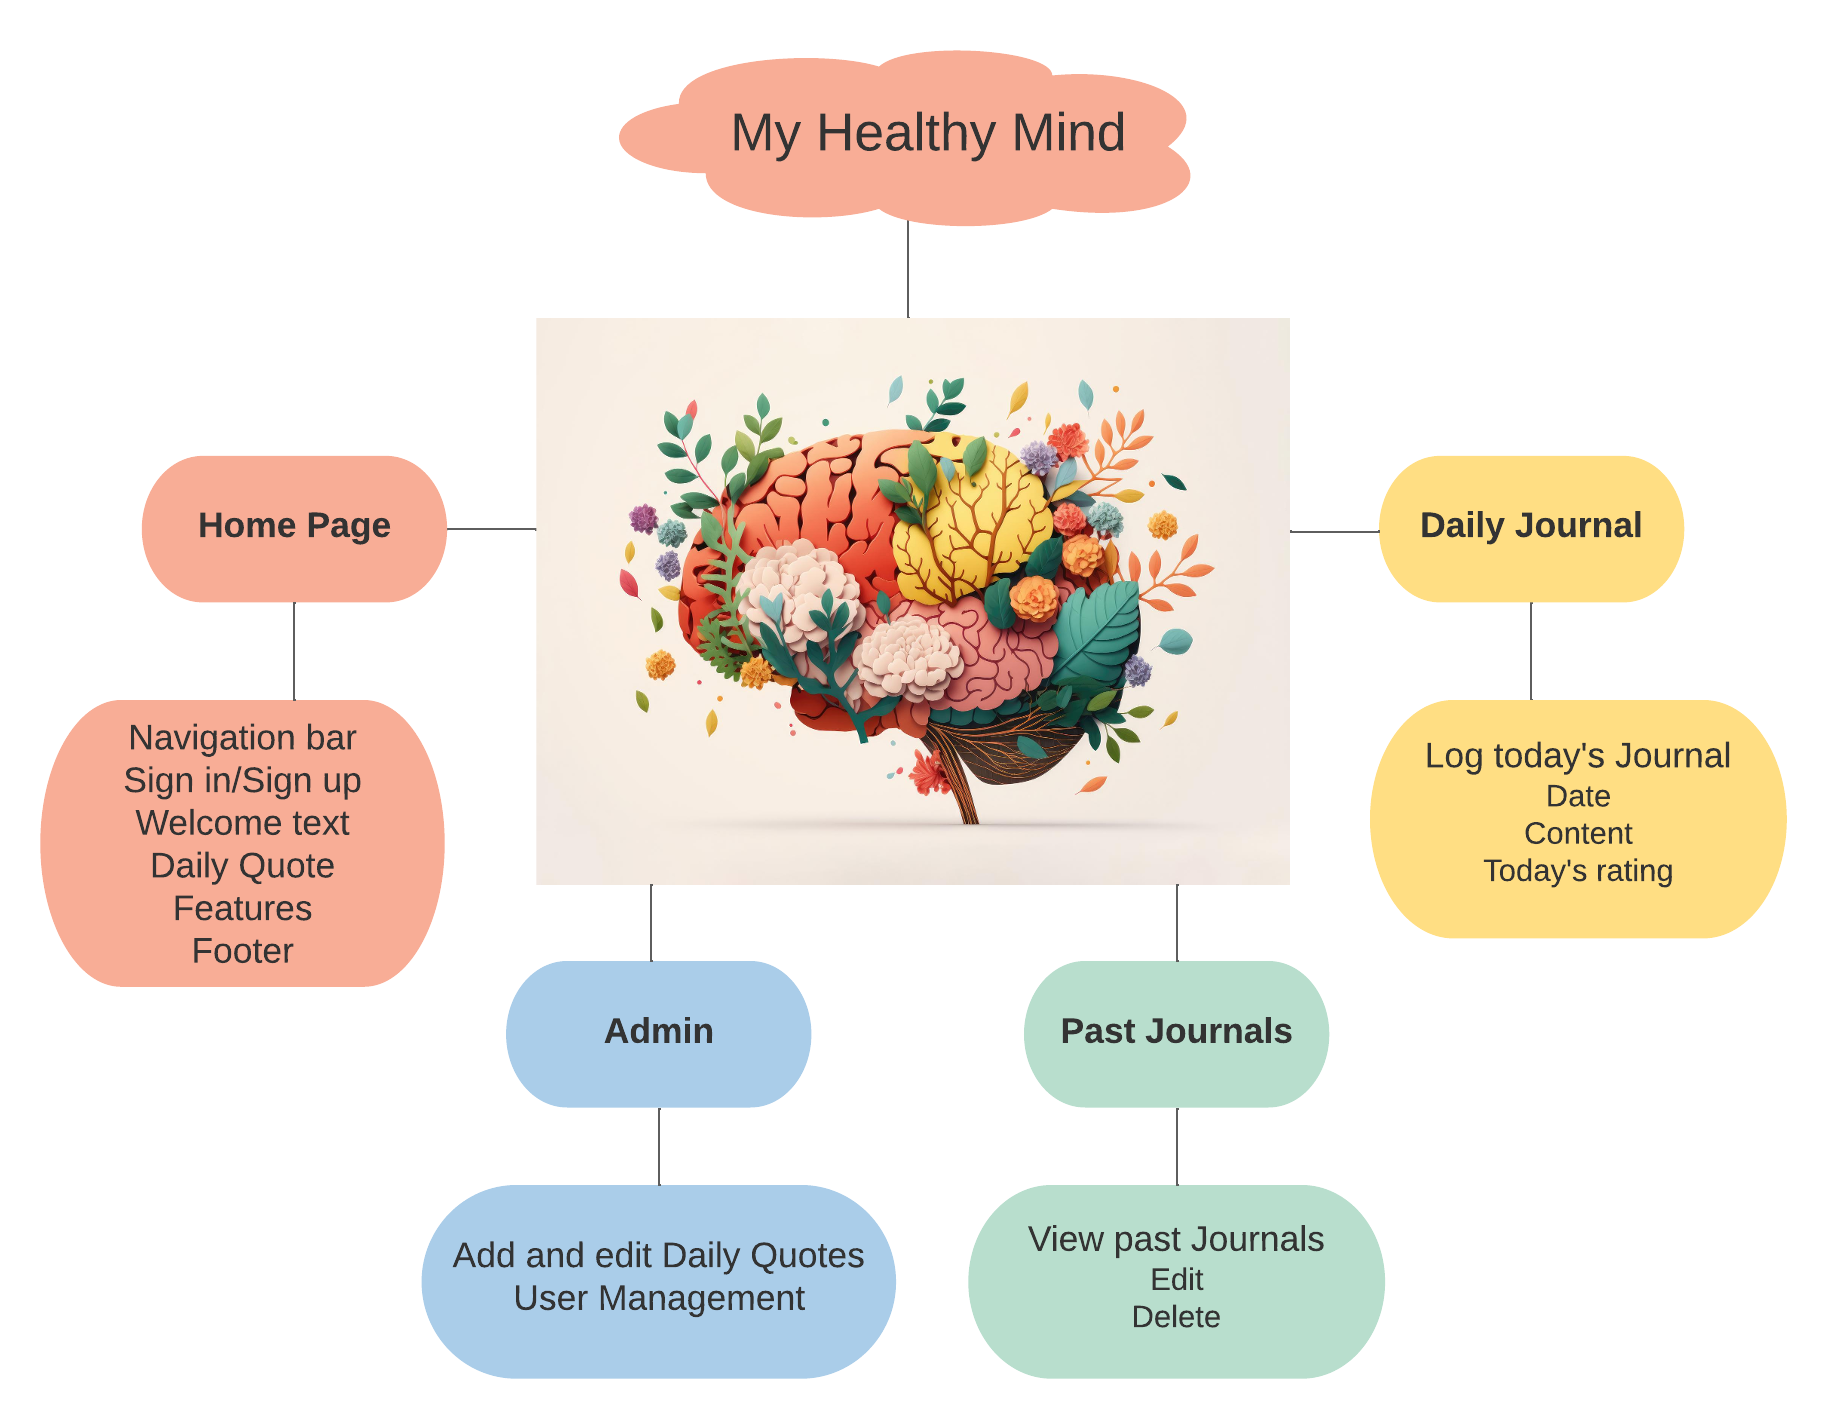 My Healthy Mind
Home Page
Navigation bar
Sign in/Sign up
Welcome text
Daily Quote
Features
Footer
Daily Journal
Log today's Journal
Date
Content
Today's rating
Admin
Add and edit Daily Quotes
User Management
Past Journals
View past Journals
Edit
Delete